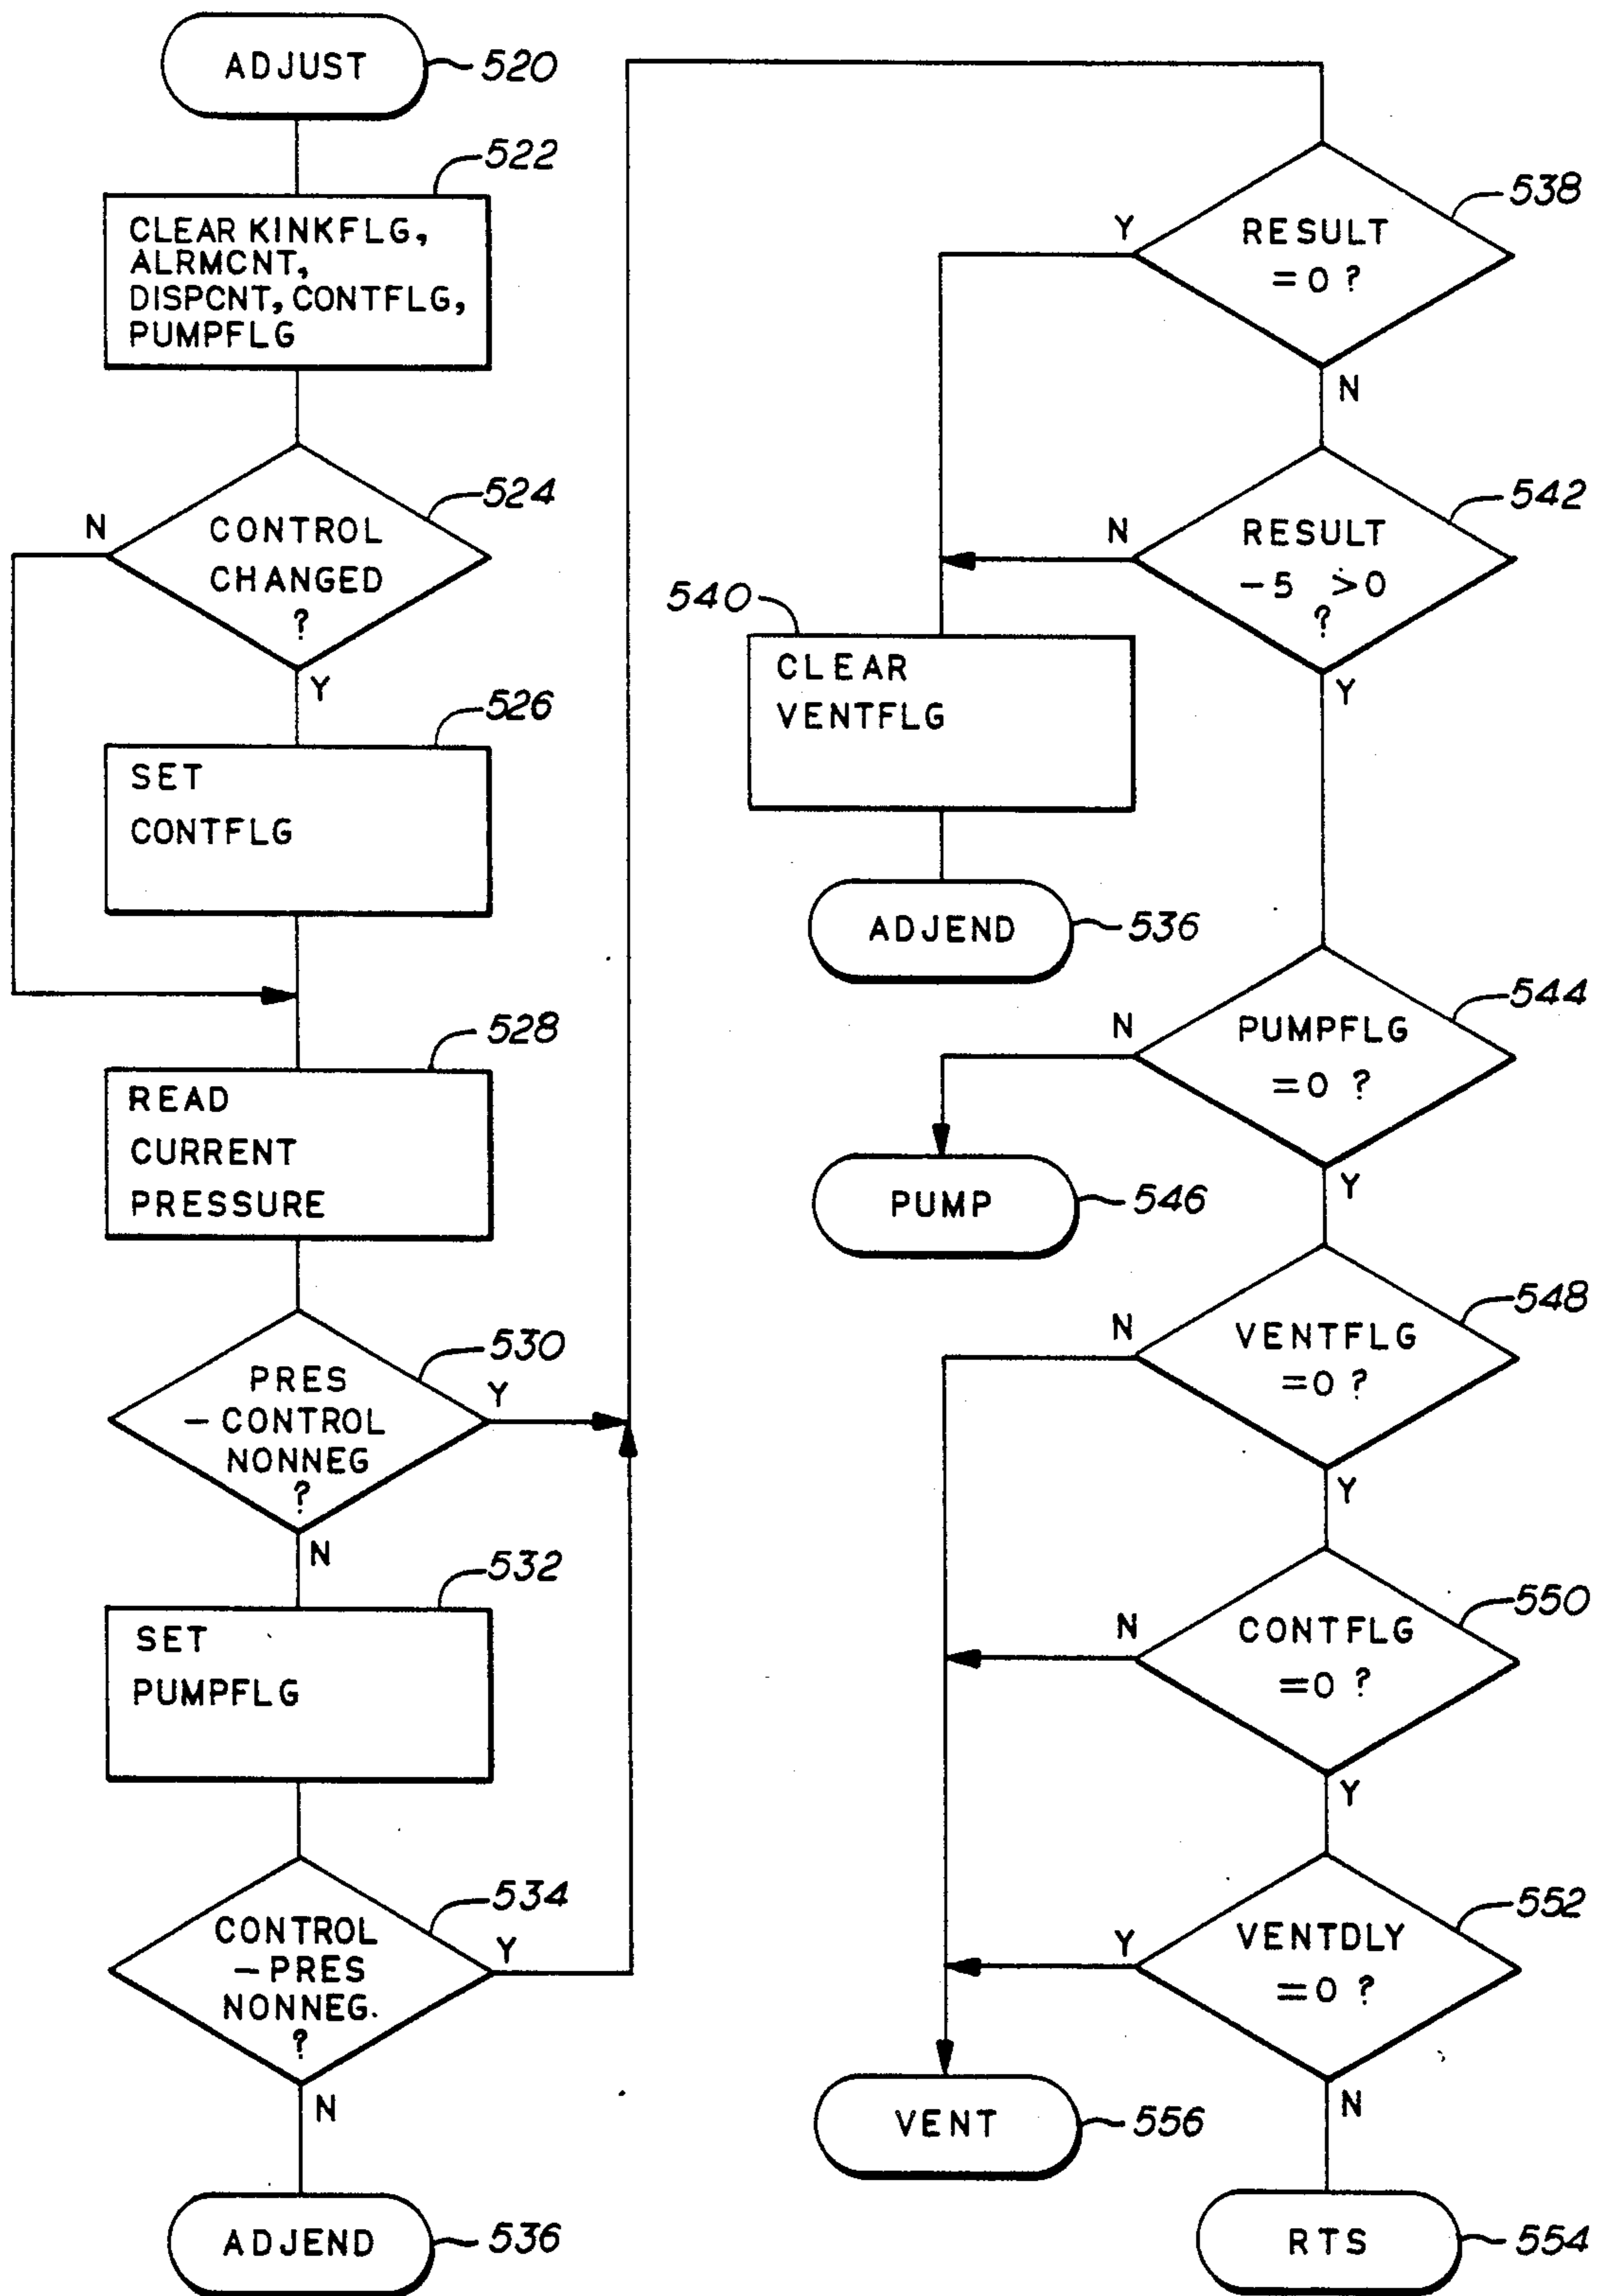 ADJUST
520
522
CLEAR KINKFLG,
ALRMCNT,
DISPCNT, CONTFLG,
PUMPFLG
524
N
CONTROL
CHANGED
?
Y
526
SET
CONTFLG
528
READ
CURRENT
PRESSURE
530
PRES
Y
- CONTROL
NONNEG
?
N
532
SET
PUMPFLG
534
CONTROL
Y
- PRES
NONNEG.
?
N
ADJEND
536
538
Y
RESULT
=0 ?
N
542
N
RESULT
-5 >0
?
Y
540
CLEAR
VENTFLG
ADJEND
536
544
N
PUMPFLG
=0 ?
Y
PUMP
546
548
N
VENTFLG
=0 ?
Y
550
N
CONTFLG
=0 ?
Y
552
Y
VENTDLY
=0 ?
N
VENT
556
RTS
554